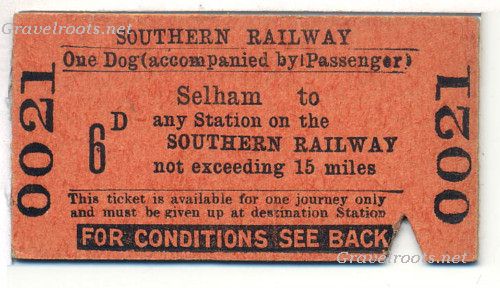 Gravelroots.net
SOUTHERN RAILWAY
One Dog (accompanied by Passenger)
Selham to
6D
any Station on the
SOUTHERN RAILWAY
not exceeding 15 miles
This ticket is available for one journey only
and must be given up at destination Station
FOR CONDITIONS SEE BACK
0021
0021
Gravelroots.net